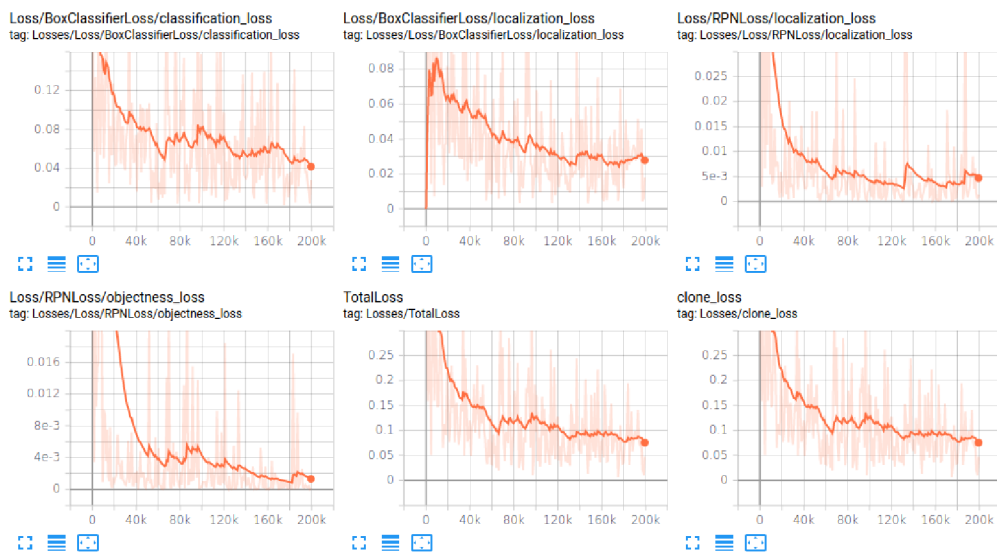 Loss/BoxClassifierLoss/classification_loss
tag: Losses/Loss/BoxClassifierLoss/classification_loss
0.12
0.08
0.04
0
0 40k 80k 120k 160k 200k
Loss/BoxClassifierLoss/localization_loss
tag: Losses/Loss/BoxClassifierLoss/localization_loss
0.08
0.06
0.04
0.02
0
0 40k 80k 120k 160k 200k
Loss/RPNLoss/localization_loss
tag: Losses/Loss/RPNLoss/localization_loss
0.025
0.02
0.015
0.01
5e-3
0
0 40k 80k 120k 160k 200k
Loss/RPNLoss/objectness_loss
tag: Losses/Loss/RPNLoss/objectness_loss
0.016
0.012
8e-3
4e-3
0
0 40k 80k 120k 160k 200k
TotalLoss
tag: Losses/TotalLoss
0.25
0.2
0.15
0.1
0.05
0
0 40k 80k 120k 160k 200k
clone_loss
tag: Losses/clone_loss
0.25
0.2
0.15
0.1
0.05
0
0 40k 80k 120k 160k 200k